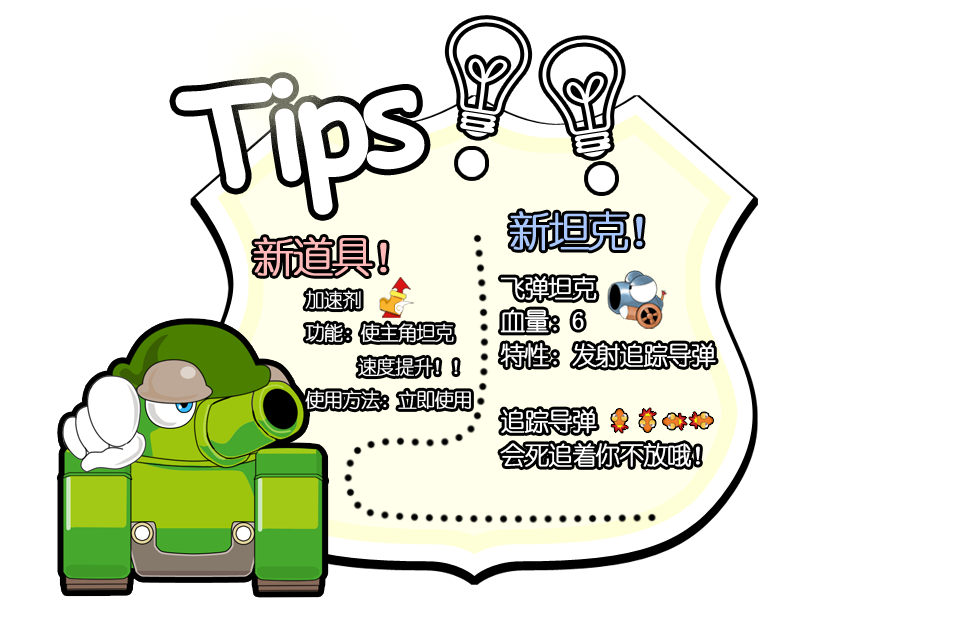 Tips
新道具！
加速剂
功能：使主角坦克
速度提升！！
使用方法：立即使用
新坦克！
飞弹坦克
血量：6
特性：发射追踪导弹
追踪导弹
会死追着你不放哦！